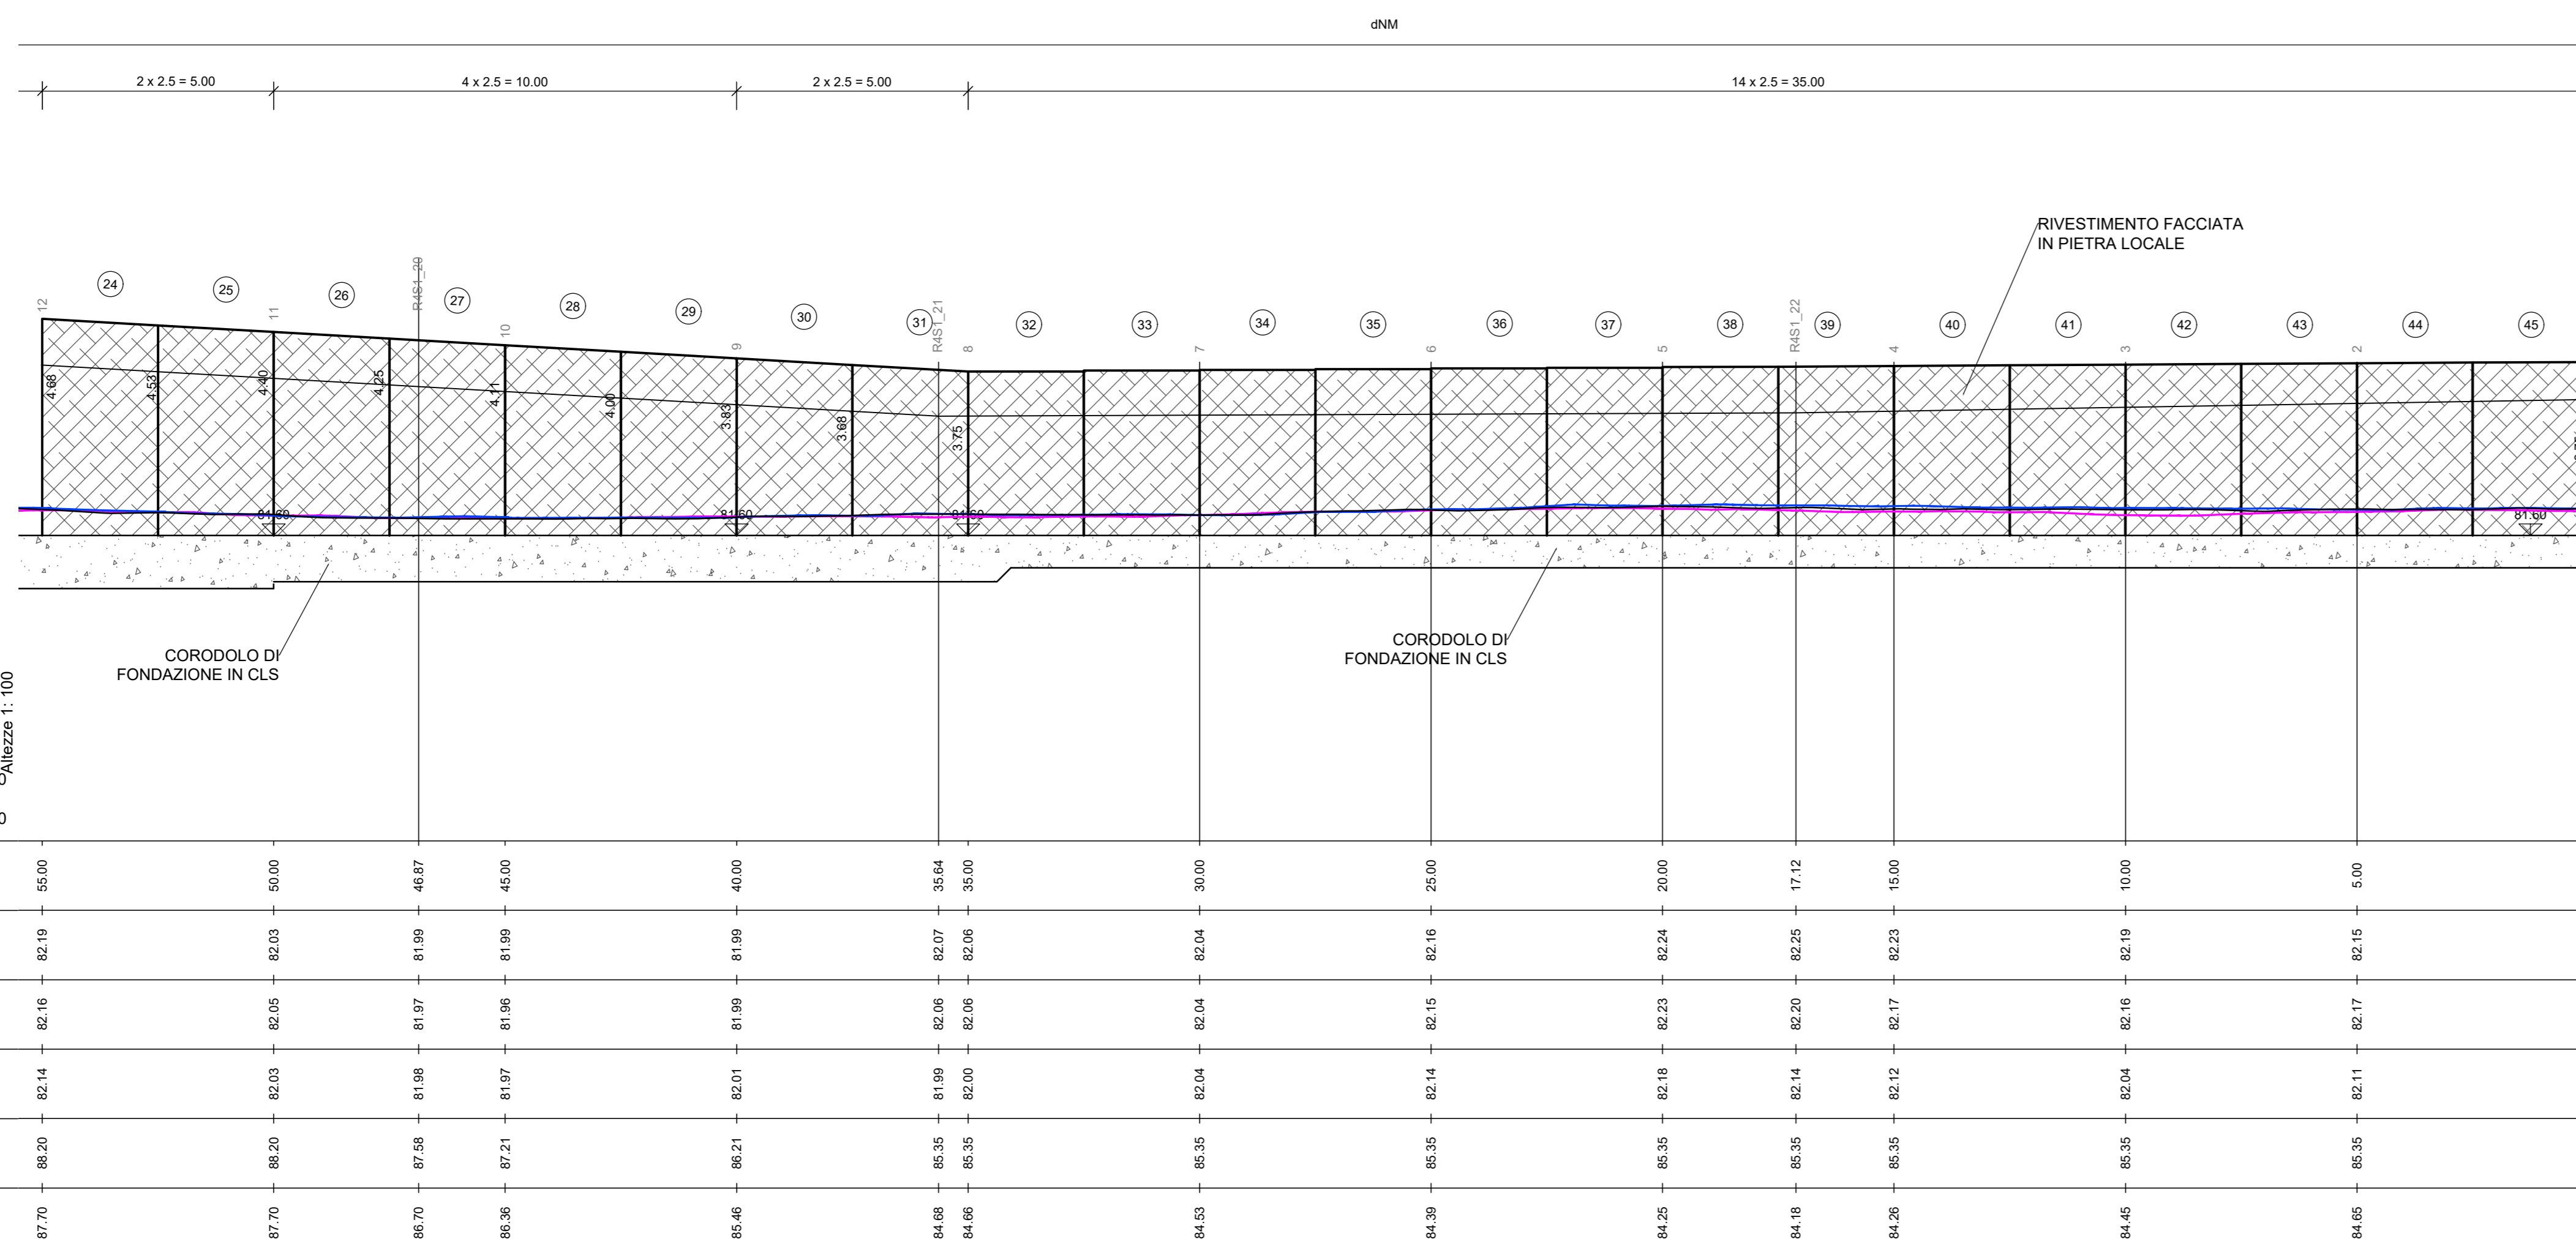 dNM
2 x 2.5 = 5.00
4 x 2.5 = 10.00
2 x 2.5 = 5.00
14 x 2.5 = 35.00
RIVESTIMENTO FACCIATA
IN PIETRA LOCALE
24
25
26
27
28
29
30
31
32
33
34
35
36
37
38
39
40
41
42
43
44
45
12
11
R4S1_20
10
9
R4S1_21
8
7
6
5
R4S1_22
4
3
2
4.68
4.53
4.40
4.25
4.11
4.00
3.83
3.68
3.75
81.60
81.60
81.60
81.60
CORODOLO DI
FONDAZIONE IN CLS
CORODOLO DI
FONDAZIONE IN CLS
Altezze 1: 100
55.00 50.00 46.87 45.00 40.00 35.64 35.00 30.00 25.00 20.00 17.12 15.00 10.00 5.00
82.19 82.03 81.99 81.99 81.99 82.07 82.06 82.04 82.16 82.24 82.25 82.23 82.19 82.15
82.16 82.05 81.97 81.96 81.99 82.06 82.06 82.04 82.15 82.23 82.20 82.17 82.16 82.17
82.14 82.03 81.98 81.97 82.01 81.99 82.00 82.04 82.14 82.18 82.14 82.12 82.04 82.11
88.20 88.20 87.58 87.21 86.21 85.35 85.35 85.35 85.35 85.35 85.35 85.35 85.35 85.35
87.70 87.70 86.70 86.36 85.46 84.68 84.66 84.53 84.39 84.25 84.18 84.26 84.45 84.65